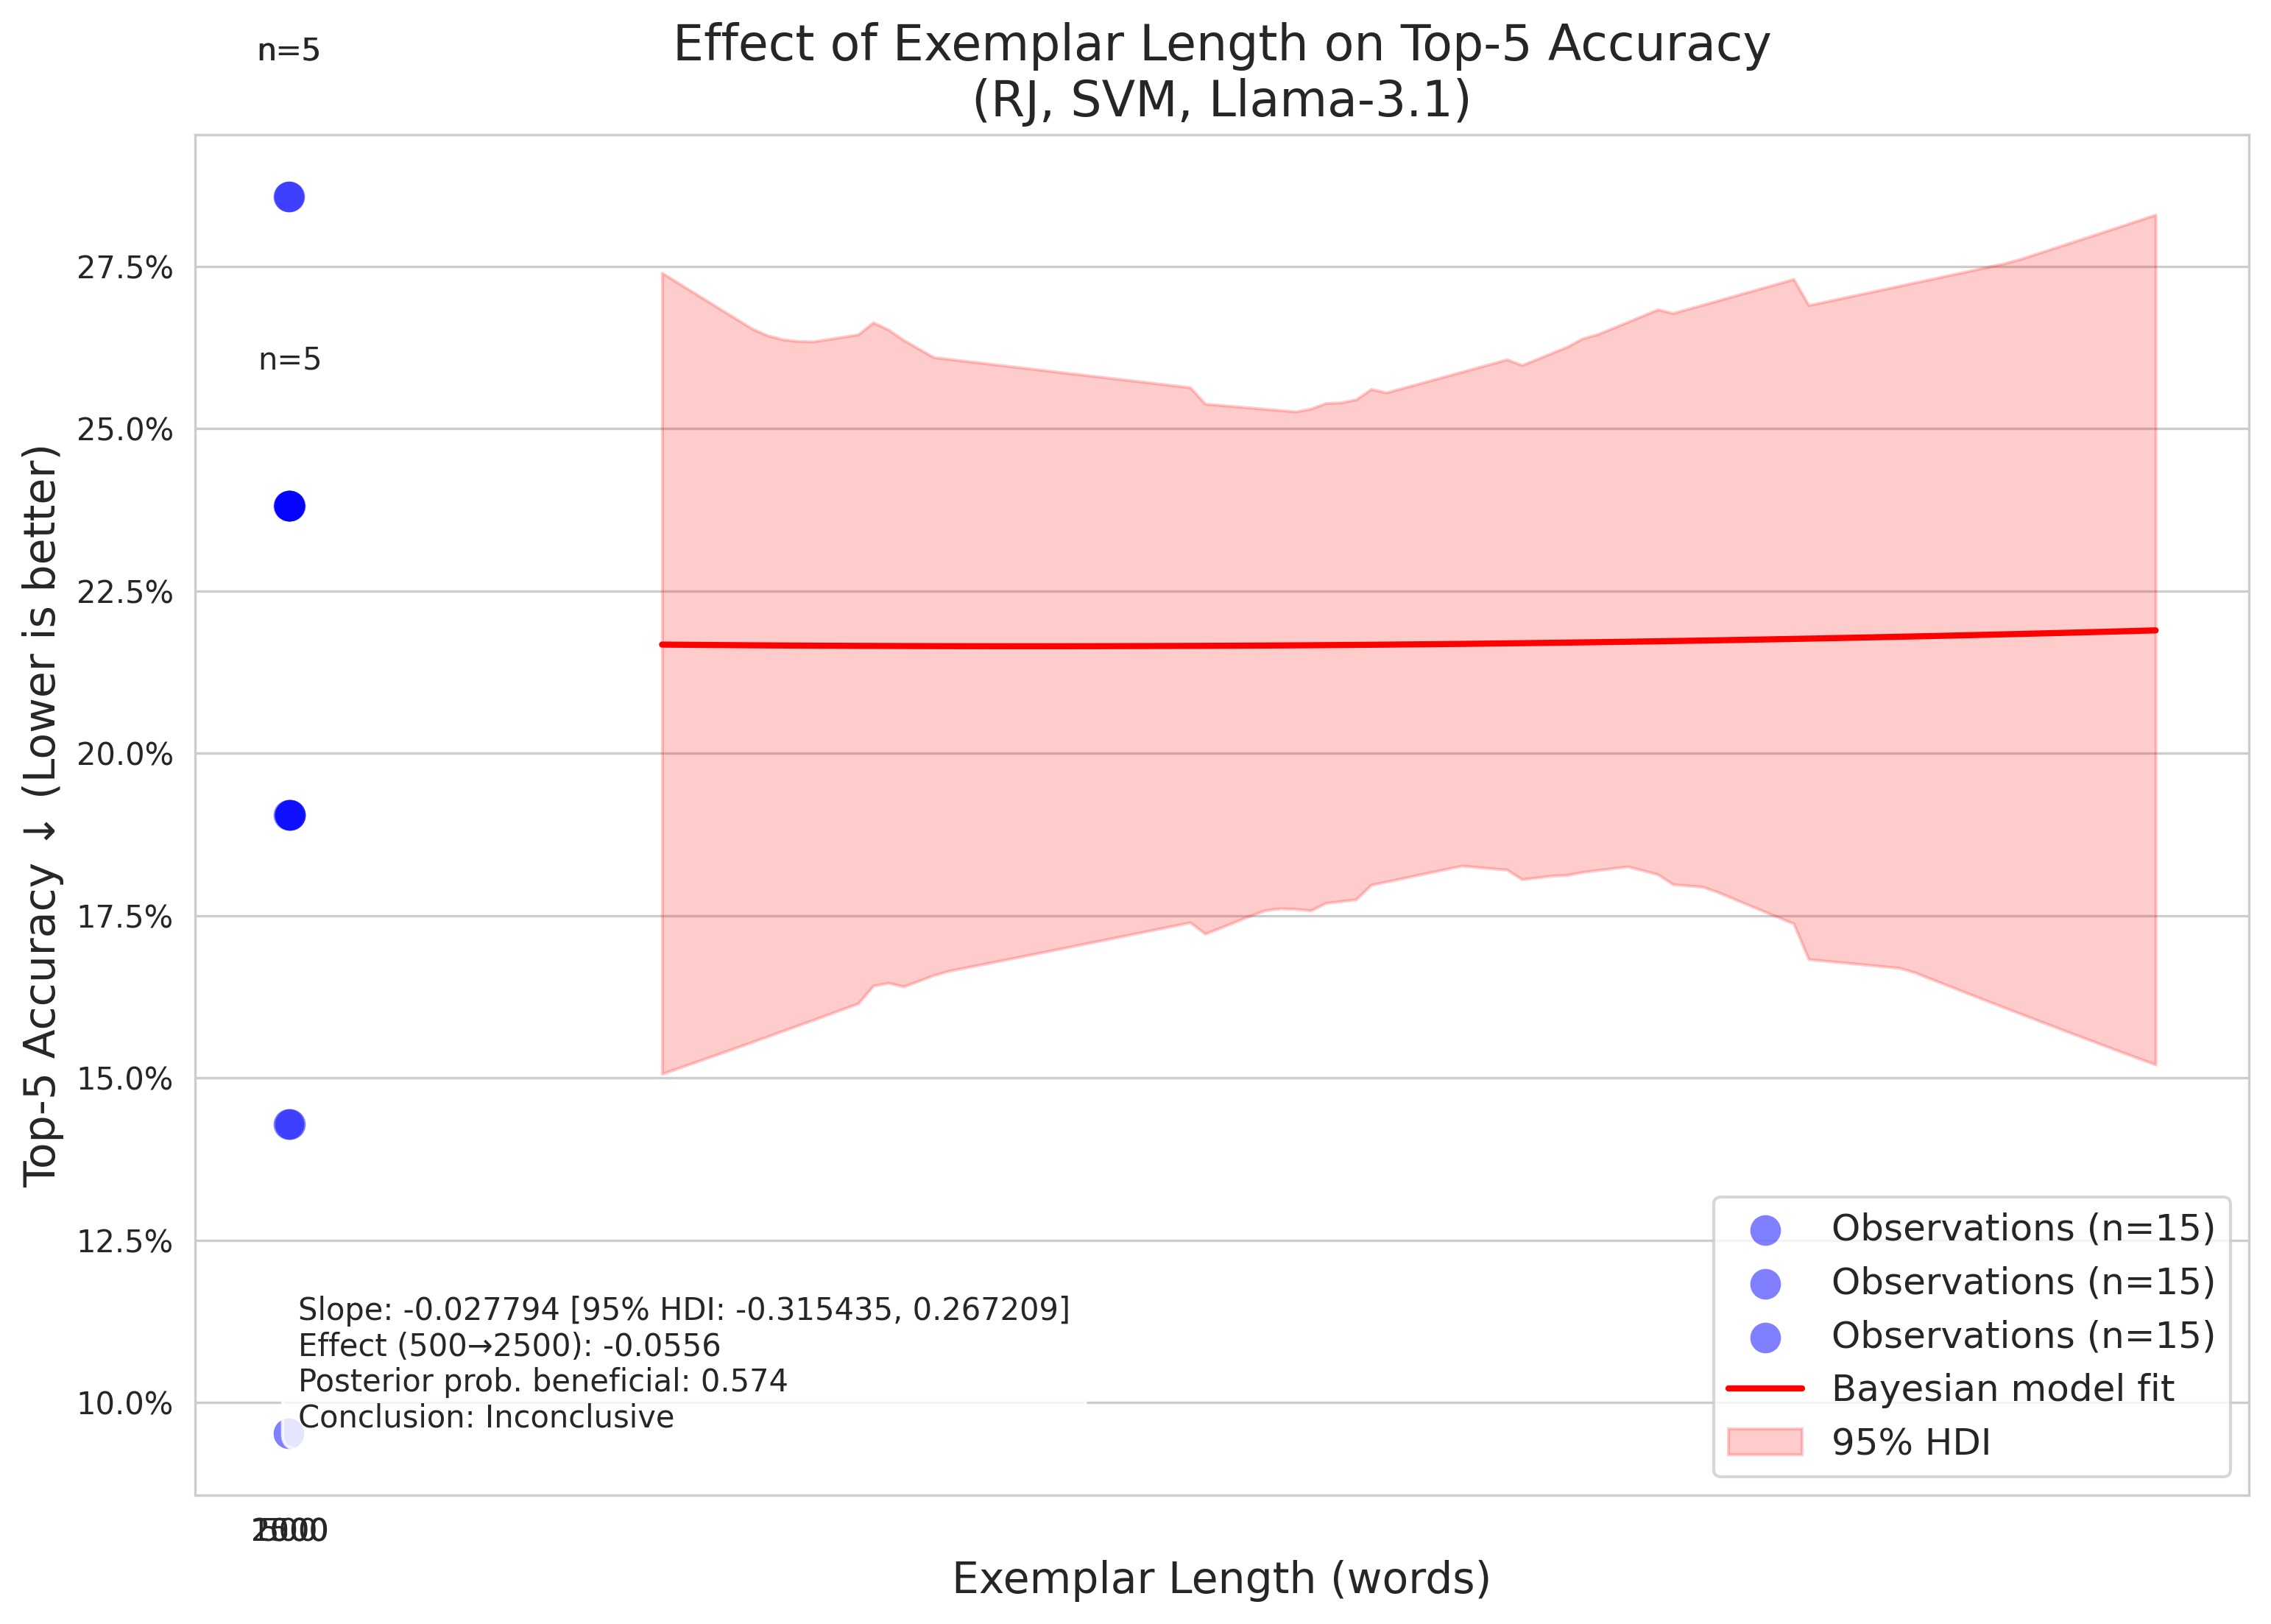 n=5
Effect of Exemplar Length on Top-5 Accuracy
(RJ, SVM, Llama-3.1)
n=5
Top-5 Accuracy ↓ (Lower is better)
27.5%
25.0%
22.5%
20.0%
17.5%
15.0%
12.5%
10.0%
Slope: -0.027794 [95% HDI: -0.315435, 0.267209]
Effect (500→2500): -0.0556
Posterior prob. beneficial: 0.574
Conclusion: Inconclusive
Observations (n=15)
Observations (n=15)
Observations (n=15)
Bayesian model fit
95% HDI
Exemplar Length (words)